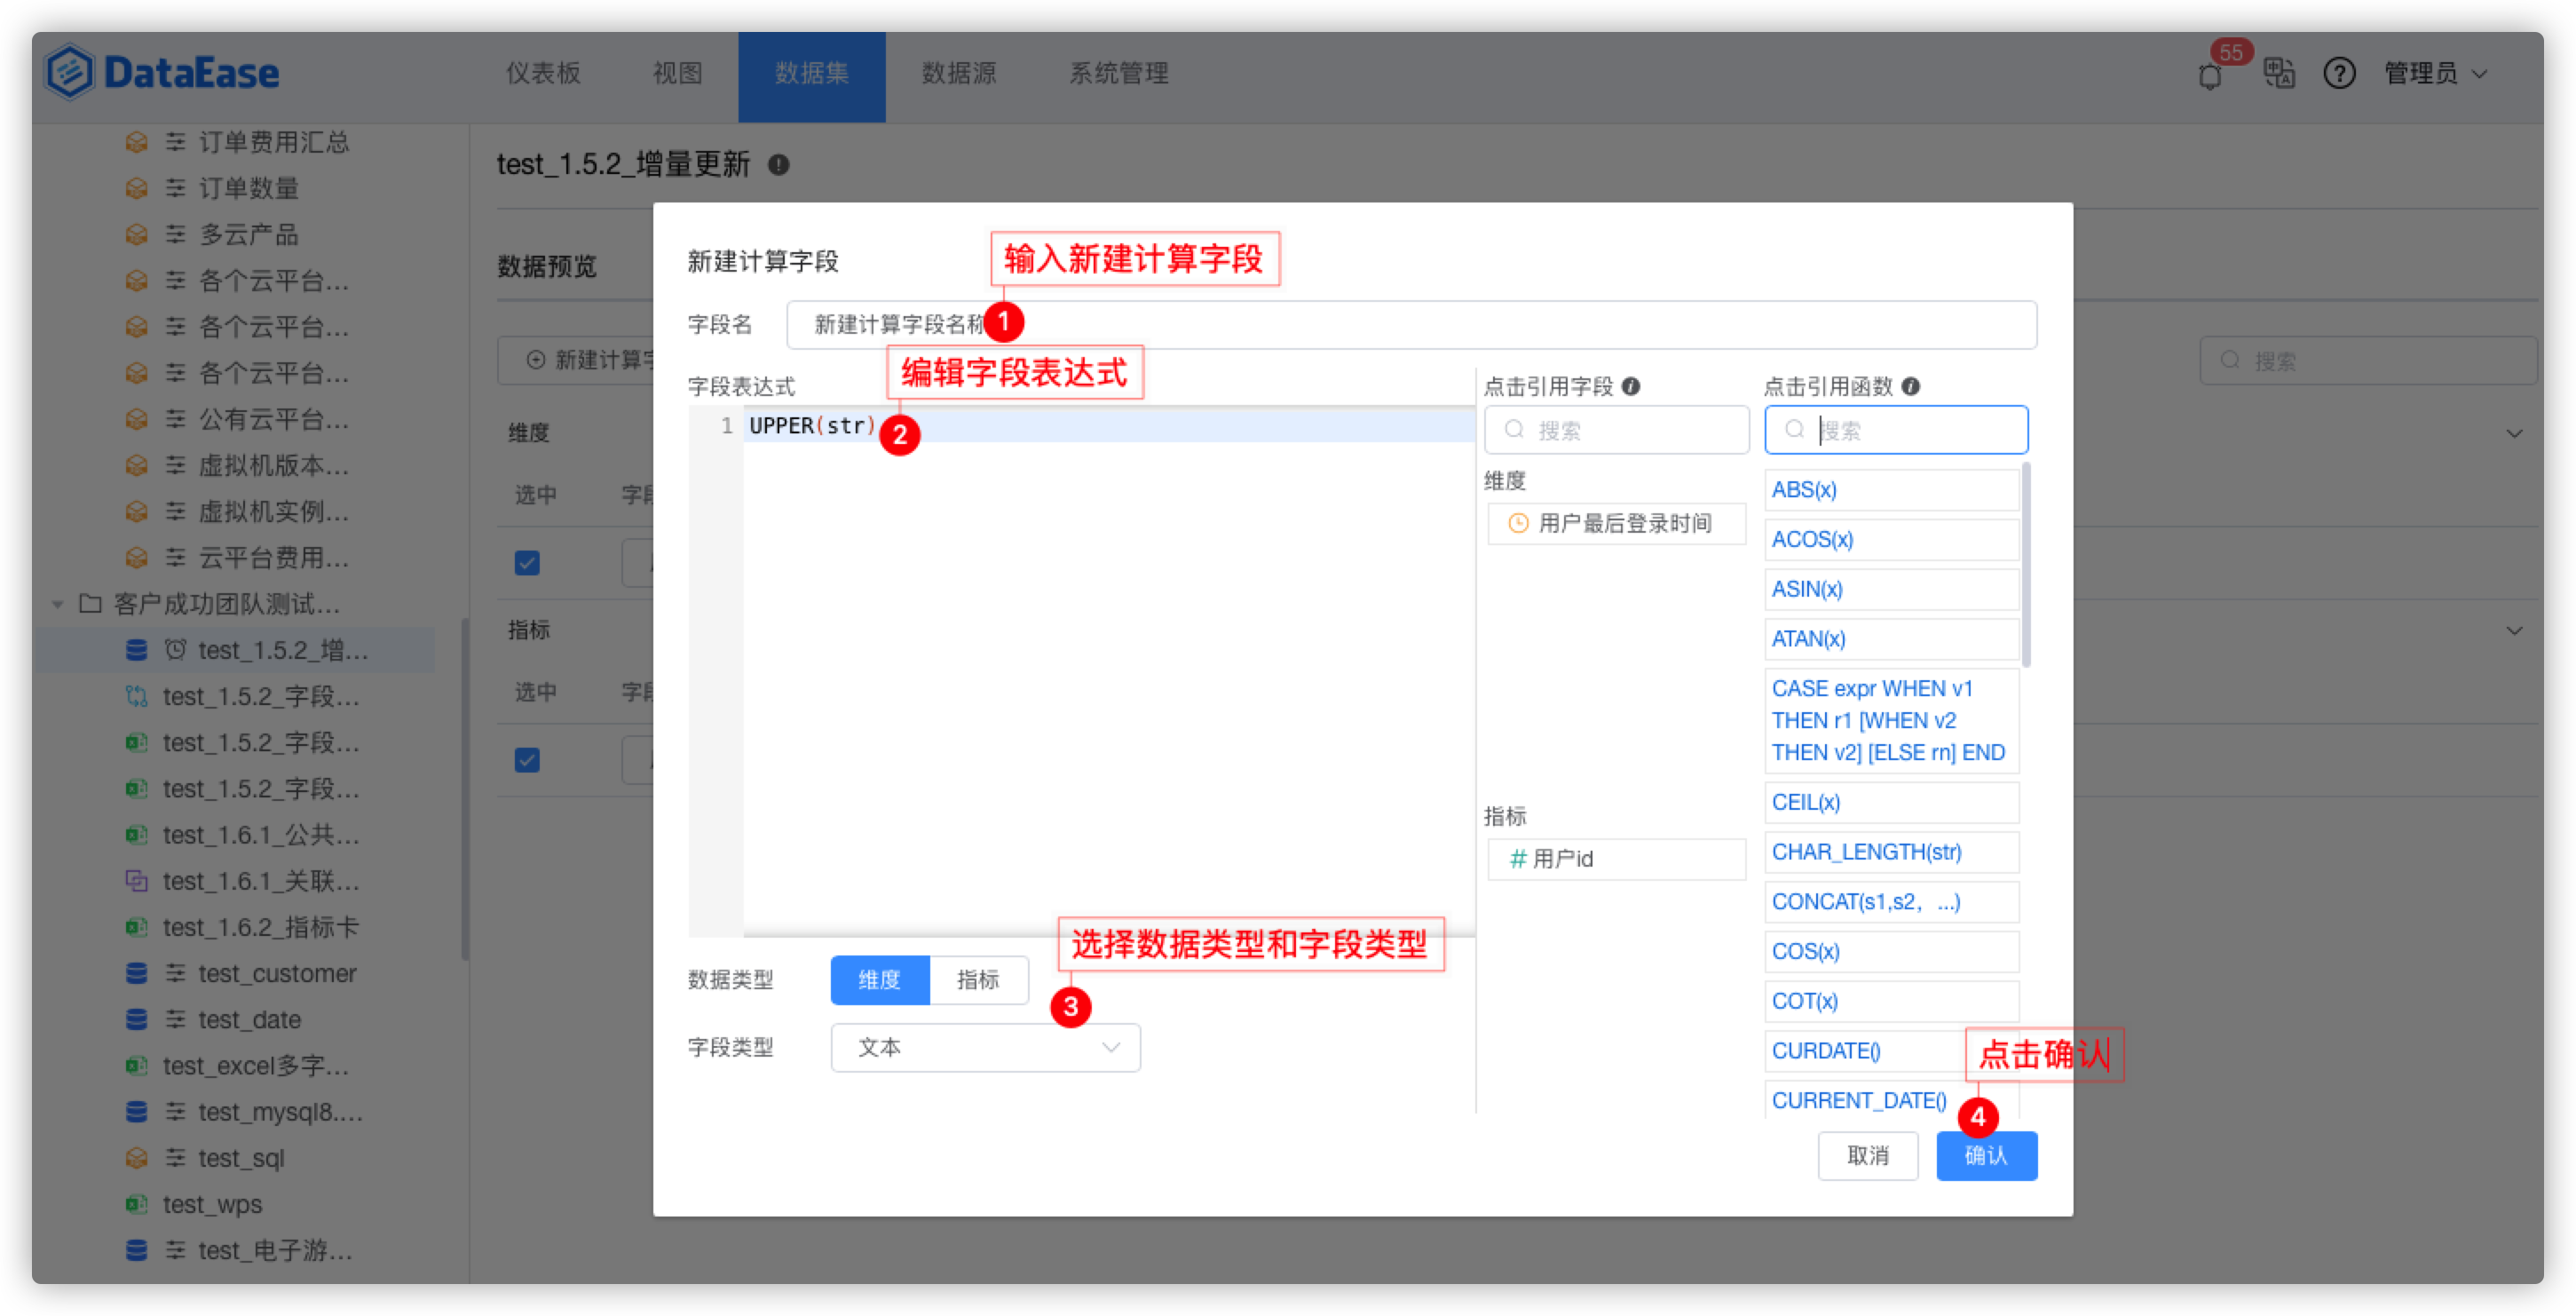 DataEase
仪表板
视图
数据集
数据源
系统管理
55
管理员
订单费用汇总
订单数量
多云产品
各个云平台...
各个云平台...
各个云平台...
公有云平台...
虚拟机版本...
虚拟机实例...
云平台费用...
客户成功团队测试...
test_1.5.2_增...
test_1.5.2_字段...
test_1.5.2_字段...
test_1.5.2_字段...
test_1.6.1_公共...
test_1.6.1_关联...
test_1.6.2_指标卡
test_customer
test_date
test_excel多字...
test_mysql8....
test_sql
test_wps
test_电子游...
test_1.5.2_增量更新
数据预览
新建计算字
搜索
维度
选中
字段
指标
选中
字段
新建计算字段
输入新建计算字段
字段名
新建计算字段名称
1
编辑字段表达式
字段表达式
1 UPPER(str)
2
点击引用字段
搜索
维度
用户最后登录时间
指标
# 用户id
点击引用函数
搜索
ABS(x)
ACOS(x)
ASIN(x)
ATAN(x)
CASE expr WHEN v1
THEN r1 [WHEN v2
THEN v2] [ELSE rn] END
CEIL(x)
CHAR_LENGTH(str)
CONCAT(s1,s2，...)
COS(x)
COT(x)
CURDATE()
CURRENT_DATE()
选择数据类型和字段类型
数据类型
维度
指标
3
字段类型
文本
点击确认
4
取消
确认